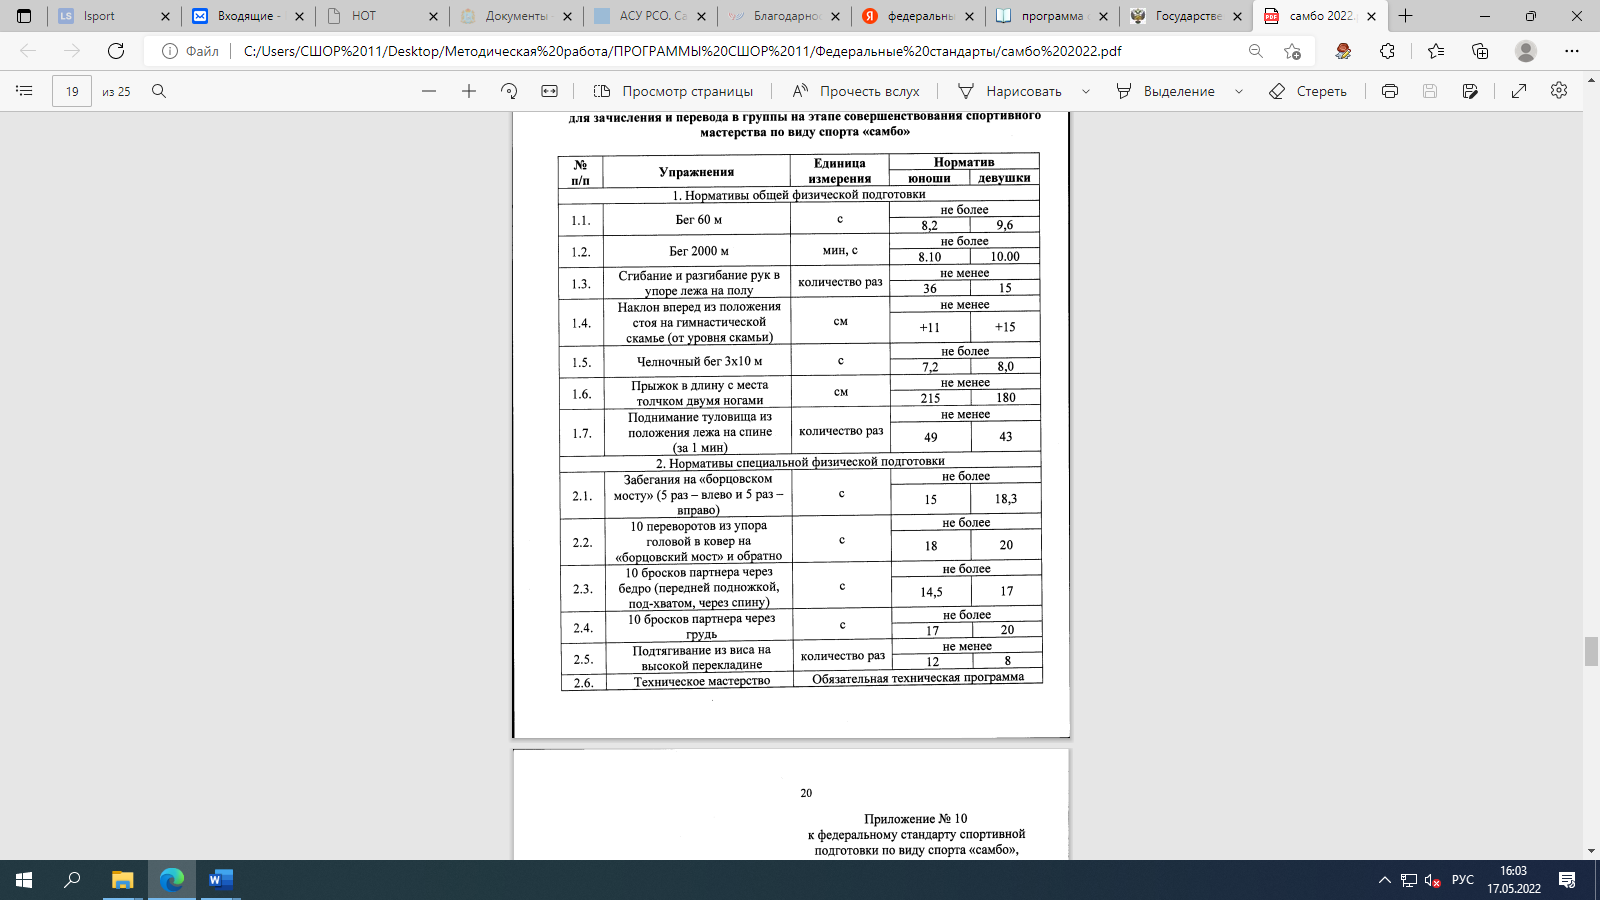 lsport
Входящие -
НОТ
Документы
АСУ РСО. Са
Благодарнос
федеральны
программа
Государстве
самбо 2022.
Файл
C:/Users/СШОР%2011/Desktop/Методическая%20работа/ПРОГРАММЫ%20СШОР%2011/Федеральные%20стандарты/самбо%202022.pdf
19 из 25
Просмотр страницы
Прочесть вслух
Нарисовать
Выделение
Стереть
для зачисления и перевода в группы на этапе совершенствования спортивного
мастерства по виду спорта «самбо»
№ п/п Упражнения Единица измерения Норматив
юноши девушки
1. Нормативы общей физической подготовки
1.1. Бег 60 м с не более
8,2 9,6
1.2. Бег 2000 м мин, с не более
8.10 10.00
1.3. Сгибание и разгибание рук в количество раз не менее
упоре лежа на полу 36 15
1.4. Наклон вперед из положения не менее
стоя на гимнастической см +11 +15
скамье (от уровня скамьи)
1.5. Челночный бег 3х10 м с не более
7,2 8,0
1.6. Прыжок в длину с места см не менее
толчком двумя ногами 215 180
1.7. Поднимание туловища из не менее
положения лежа на спине количество раз 49 43
(за 1 мин)
2. Нормативы специальной физической подготовки
2.1. Забегания на «борцовском не более
мосту» (5 раз – влево и 5 раз – с 15 18,3
вправо)
2.2. 10 переворотов из упора не более
головой в ковер на с 18 20
«борцовский мост» и обратно
2.3. 10 бросков партнера через не более
бедро (передней подножкой, с 14,5 17
под-хватом, через спину)
2.4. 10 бросков партнера через с не более
грудь 17 20
2.5. Подтягивание из виса на количество раз не менее
высокой перекладине 12 8
2.6. Техническое мастерство Обязательная техническая программа
20
Приложение № 10
к федеральному стандарту спортивной
подготовки по виду спорта «самбо»,
РУС
16:03
17.05.2022